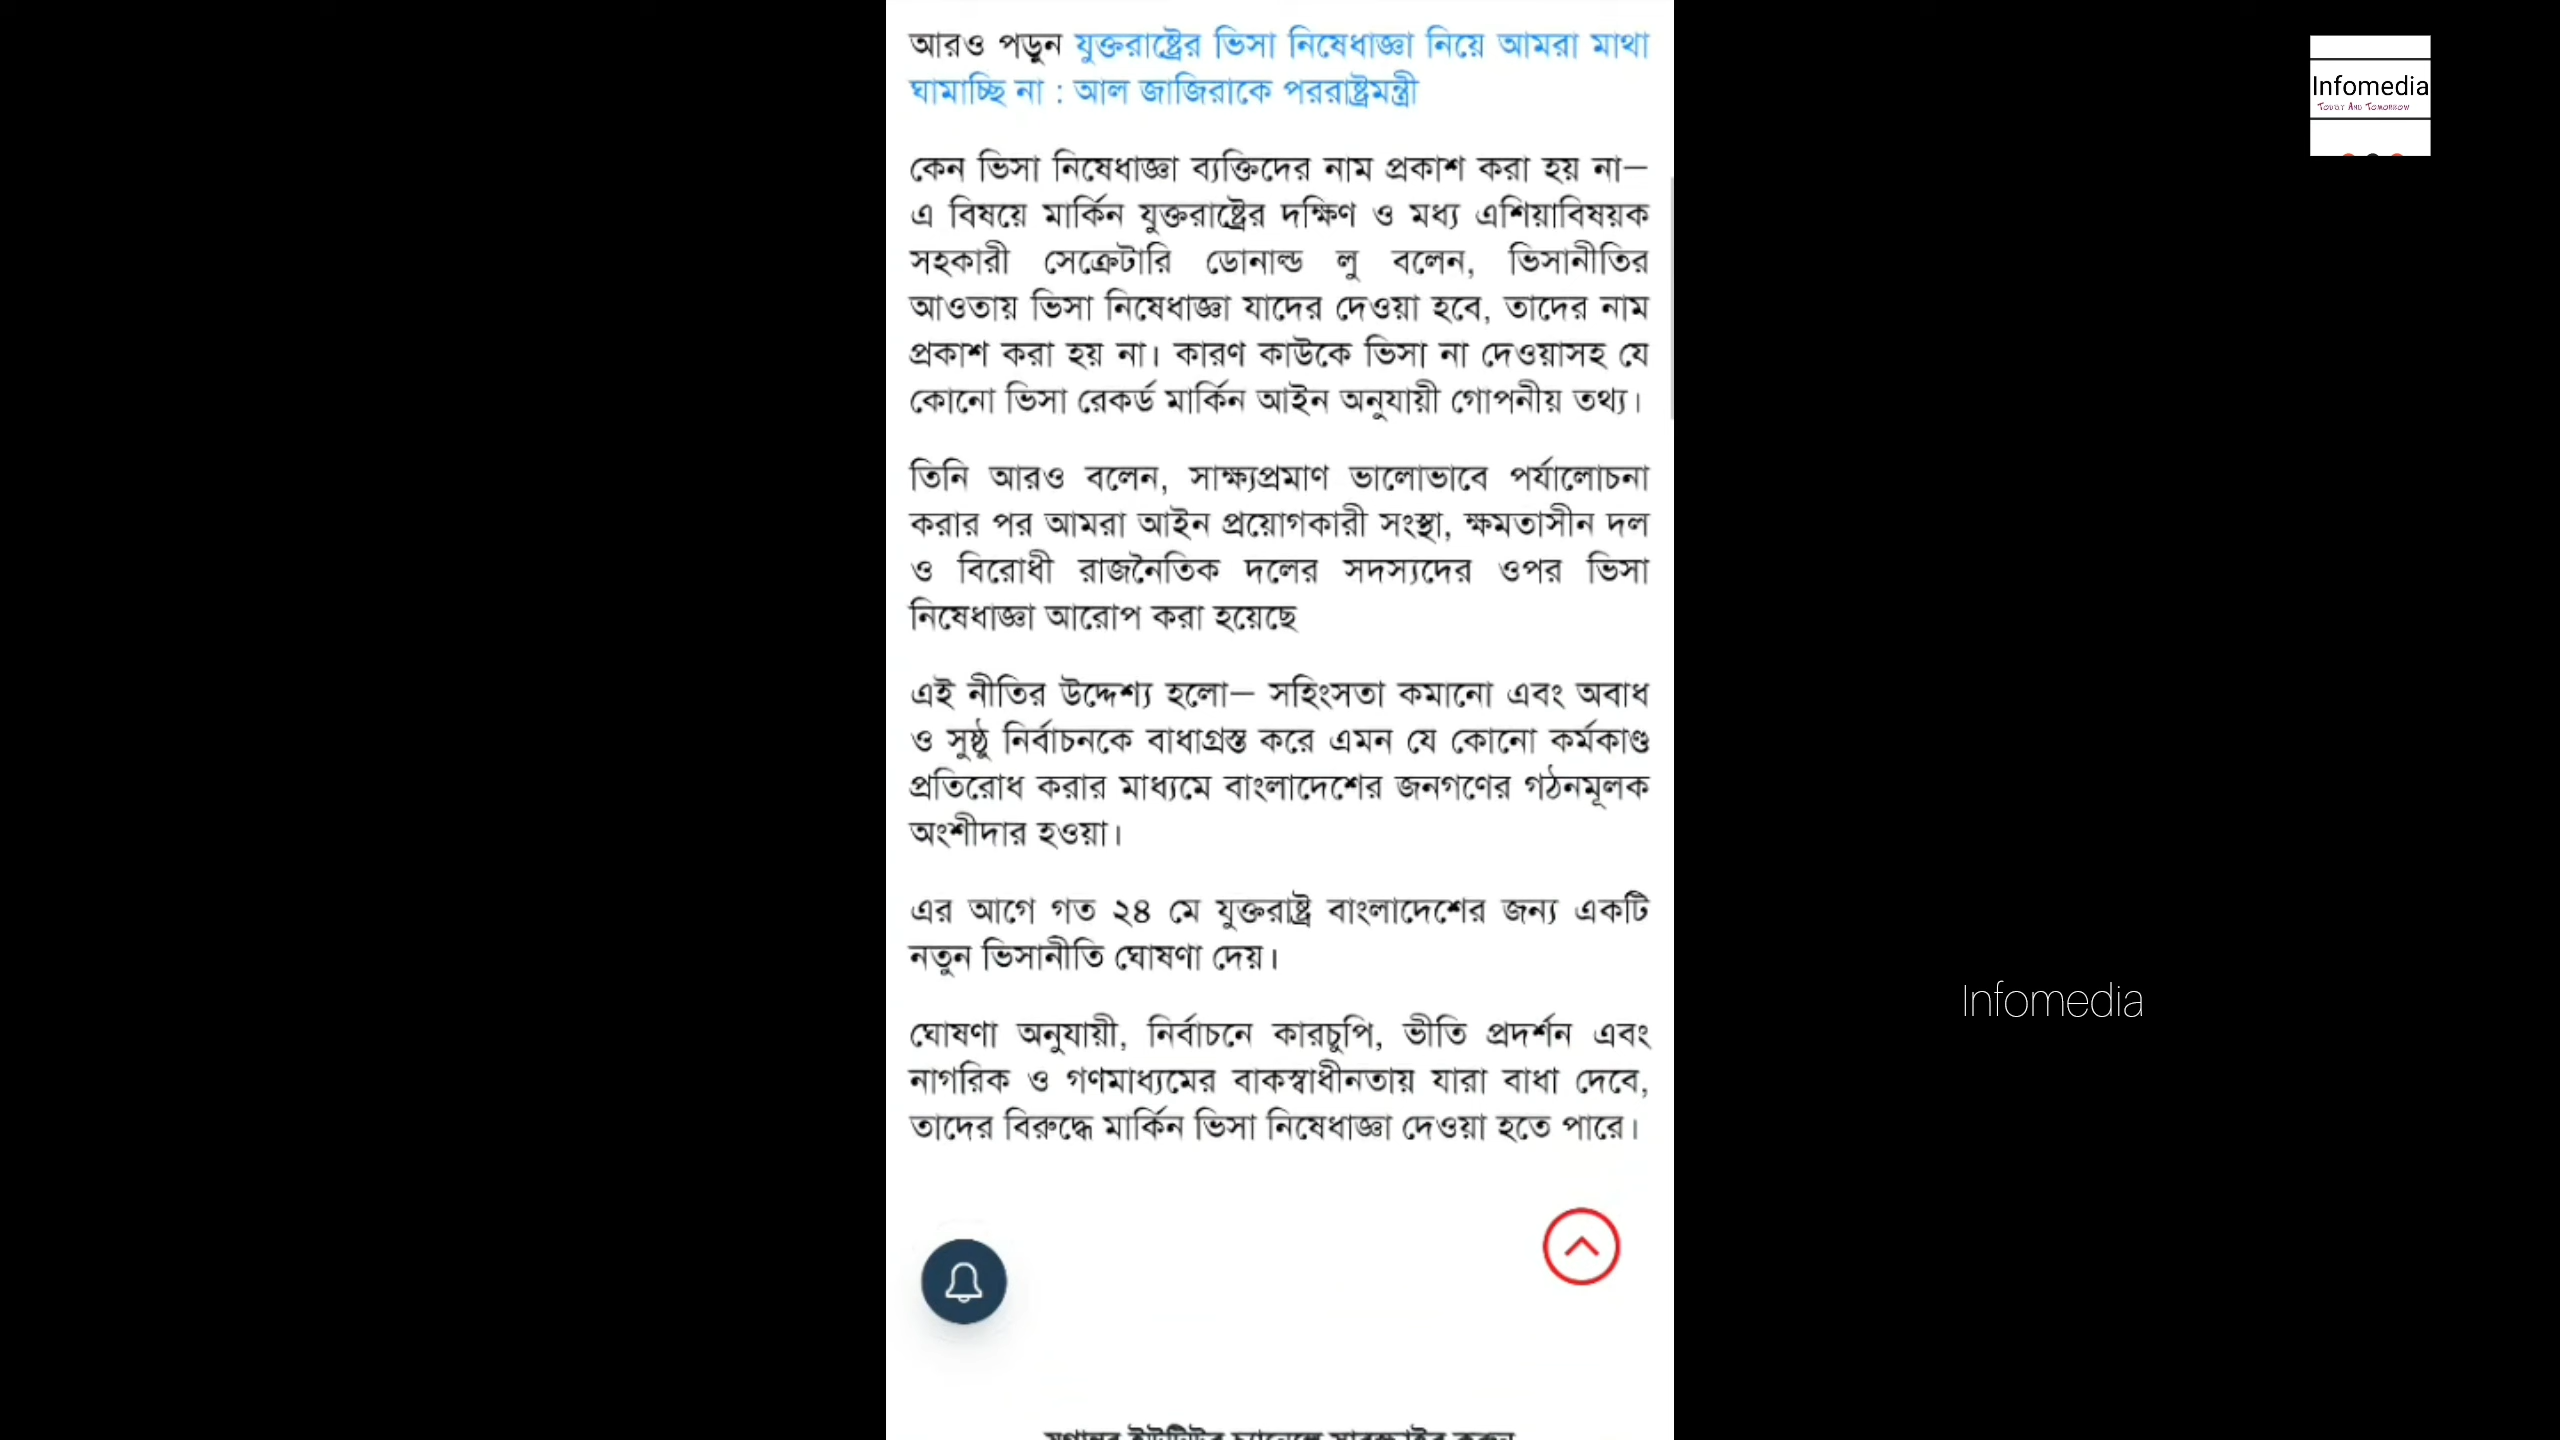 আরও পড়ুন যুক্তরাষ্ট্রের ভিসা নিষেধাজ্ঞা নিয়ে আমরা মাথা
ঘামাচ্ছি না : আল জাজিরাকে পররাষ্ট্রমন্ত্রী
Infomedia
Today And Tomorrow
কেন ভিসা নিষেধাজ্ঞা ব্যক্তিদের নাম প্রকাশ করা হয় না—
এ বিষয়ে মার্কিন যুক্তরাষ্ট্রের দক্ষিণ ও মধ্য এশিয়াবিষয়ক
সহকারী সেক্রেটারি ডোনাল্ড লু বলেন, ভিসানীতির
আওতায় ভিসা নিষেধাজ্ঞা যাদের দেওয়া হবে, তাদের নাম
প্রকাশ করা হয় না। কারণ কাউকে ভিসা না দেওয়াসহ যে
কোনো ভিসা রেকর্ড মার্কিন আইন অনুযায়ী গোপনীয় তথ্য।
তিনি আরও বলেন, সাক্ষ্যপ্রমাণ ভালোভাবে পর্যালোচনা
করার পর আমরা আইন প্রয়োগকারী সংস্থা, ক্ষমতাসীন দল
ও বিরোধী রাজনৈতিক দলের সদস্যদের ওপর ভিসা
নিষেধাজ্ঞা আরোপ করা হয়েছে
এই নীতির উদ্দেশ্য হলো— সহিংসতা কমানো এবং অবাধ
ও সুষ্ঠু নির্বাচনকে বাধাগ্রস্ত করে এমন যে কোনো কর্মকাণ্ড
প্রতিরোধ করার মাধ্যমে বাংলাদেশের জনগণের গঠনমূলক
অংশীদার হওয়া।
এর আগে গত ২৪ মে যুক্তরাষ্ট্র বাংলাদেশের জন্য একটি
নতুন ভিসানীতি ঘোষণা দেয়।
Infomedia
ঘোষণা অনুযায়ী, নির্বাচনে কারচুপি, ভীতি প্রদর্শন এবং
নাগরিক ও গণমাধ্যমের বাকস্বাধীনতায় যারা বাধা দেবে,
তাদের বিরুদ্ধে মার্কিন ভিসা নিষেধাজ্ঞা দেওয়া হতে পারে।